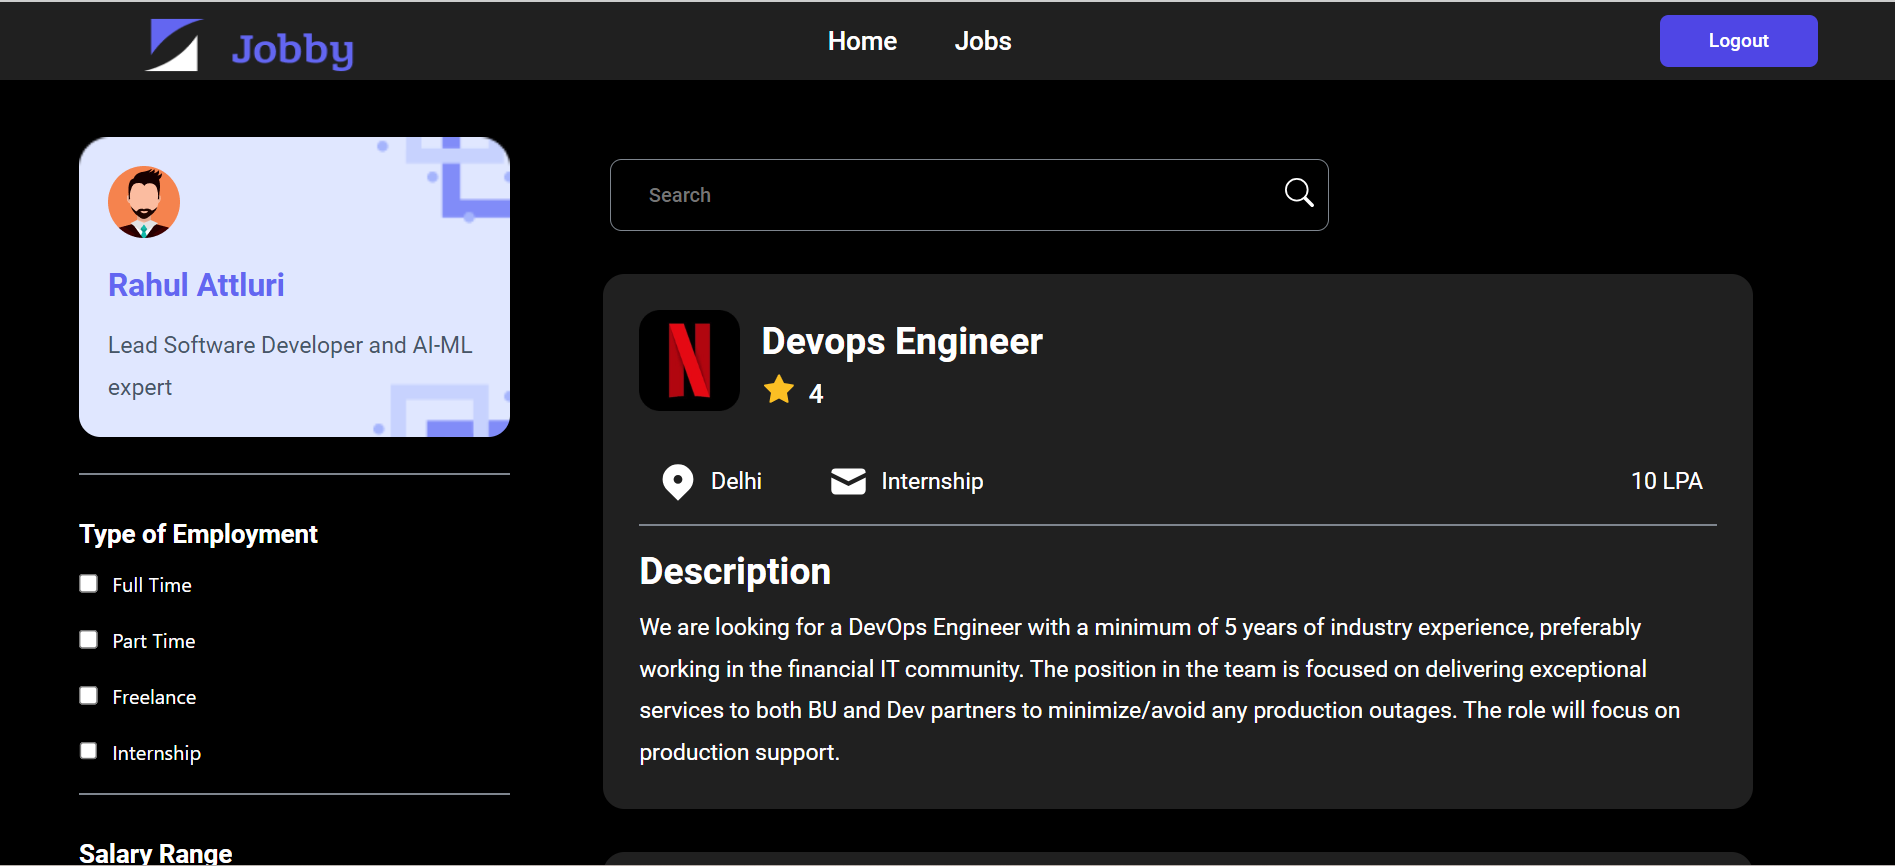 Jobby
Home
Jobs
Logout
Rahul Attluri
Lead Software Developer and AI-ML
expert
Type of Employment
Full Time
Part Time
Freelance
Internship
Salary Range
Search
N
Devops Engineer
4
Delhi
Internship
10 LPA
Description
We are looking for a DevOps Engineer with a minimum of 5 years of industry experience, preferably
working in the financial IT community. The position in the team is focused on delivering exceptional
services to both BU and Dev partners to minimize/avoid any production outages. The role will focus on
production support.